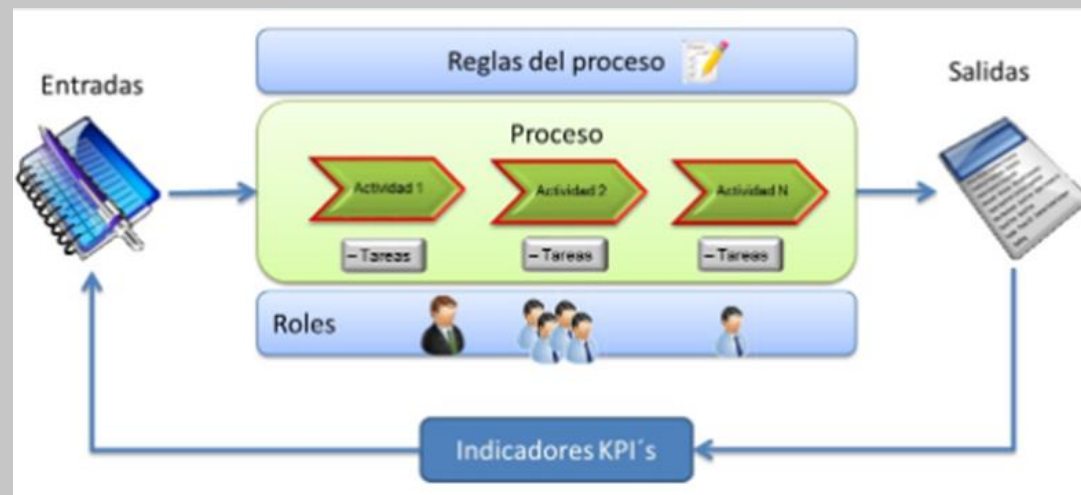 Reglas del proceso
Entradas
Salidas
Proceso
Actividad 1
Actividad 2
Actividad N
– Tareas
– Tareas
– Tareas
Roles
Indicadores KPI´s